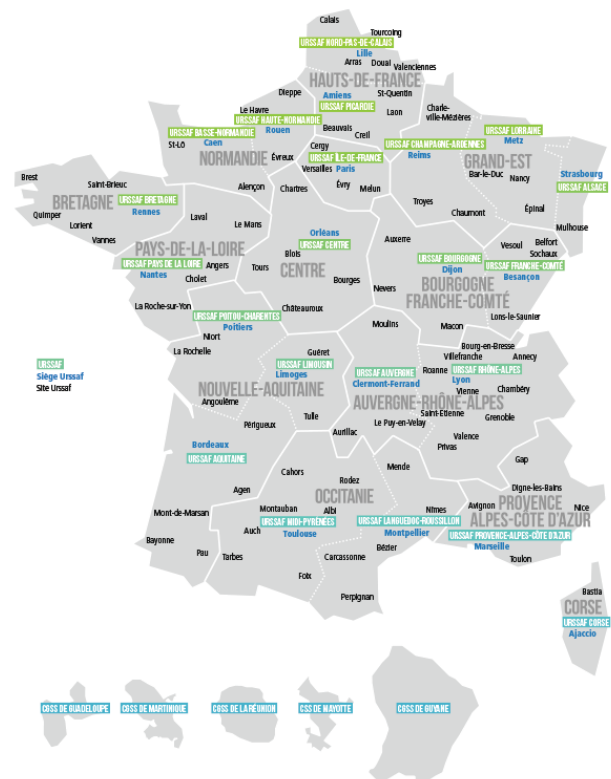 Calais
Tourcoing
URSSAF NORD-PAS-DE-CALAIS
Lille
Arras
Douai
Valenciennes
HAUTS-DE-FRANCE
Dieppe
Amiens
St-Quentin
URSSAF PICARDIE
Le Havre
Laon
Charle-
ville-Mézières
URSSAF HAUTE-NORMANDIE
Rouen
Beauvais
Creil
URSSAF BASSE-NORMANDIE
Caen
St-Lô
NORMANDIE
Évreux
Cergy
URSSAF ÎLE-DE-FRANCE
Versailles
Paris
Évry
Melun
URSSAF CHAMPAGNE-ARDENNES
Reims
URSSAF LORRAINE
Metz
GRAND-EST
Bar-le-Duc
Nancy
Strasbourg
URSSAF ALSACE
Brest
Saint-Brieuc
BRETAGNE
URSSAF BRETAGNE
Rennes
Quimper
Lorient
Vannes
Alençon
Chartres
Troyes
Chaumont
Épinal
Mulhouse
Laval
Le Mans
PAYS-DE-LA-LOIRE
URSSAF PAYS DE LA LOIRE
Nantes
Angers
Cholet
Orléans
URSSAF CENTRE
Blois
Tours
CENTRE
Bourges
Auxerre
URSSAF BOURGOGNE
Dijon
Vesoul
Belfort
Sochaux
URSSAF FRANCHE-COMTÉ
Besançon
BOURGOGNE
FRANCHE-COMTÉ
Nevers
La Roche-sur-Yon
URSSAF POITOU-CHARENTES
Poitiers
Niort
La Rochelle
Châteauroux
Moulins
Macon
Lons-le-Saunier
Bourg-en-Bresse
URSSAF
Siège Urssaf
Site Urssaf
Guéret
URSSAF LIMOUSIN
Limoges
NOUVELLE-AQUITAINE
Angoulême
Tulle
Périgueux
URSSAF AUVERGNE
Clermont-Ferrand
Roanne
Villefranche
Annecy
URSSAF RHÔNE-ALPES
Lyon
Vienne
Chambéry
AUVERGNE-RHÔNE-ALPES
Saint-Etienne
Grenoble
Le Puy-en-Velay
Aurillac
Valence
Privas
Bordeaux
URSSAF AQUITAINE
Agen
Cahors
Rodez
Mende
Gap
OCCITANIE
Mont-de-Marsan
Montauban
Albi
Nîmes
Avignon
Digne-les-Bains
PROVENCE
ALPES-CÔTE D'AZUR
Nice
URSSAF MIDI-PYRÉNÉES
Toulouse
Auch
URSSAF LANGUEDOC-ROUSSILLON
Montpellier
URSSAF PROVENCE-ALPES-CÔTE D'AZUR
Marseille
Bayonne
Pau
Tarbes
Carcassonne
Bézier
Toulon
Foix
Perpignan
Bastia
CORSE
URSSAF CORSE
Ajaccio
CGSS DE GUADELOUPE
CGSS DE MARTINIQUE
CGSS DE LA RÉUNION
CSS DE MAYOTTE
CGSS DE GUYANE